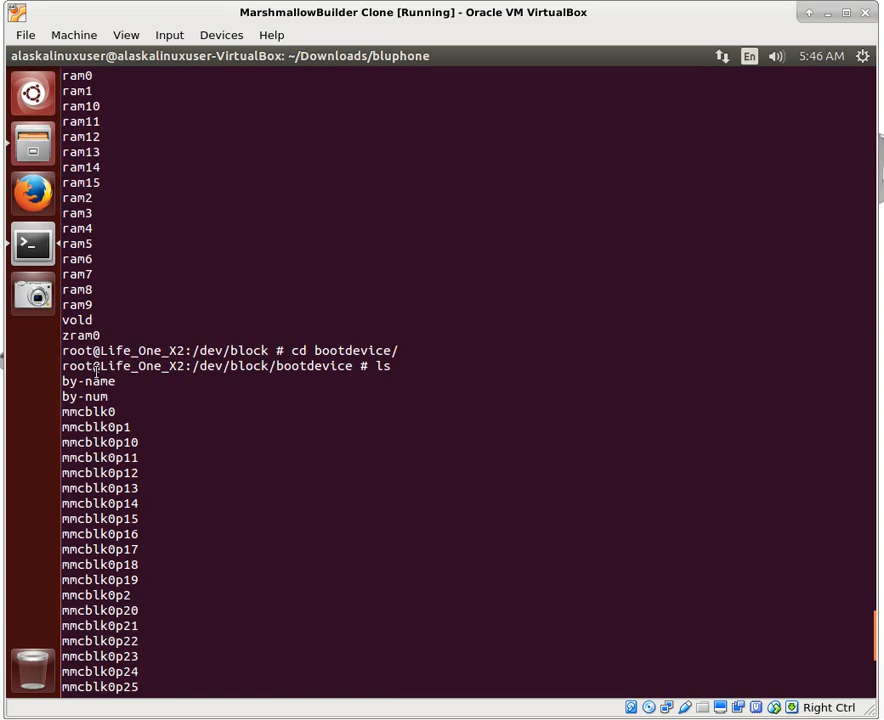 MarshmallowBuilder Clone [Running] - Oracle VM VirtualBox
File Machine View Input Devices Help
alaskalinuxuser@alaskalinuxuser-VirtualBox: ~/Downloads/bluphone En 5:46 AM
ram0
ram1
ram10
ram11
ram12
ram13
ram14
ram15
ram2
ram3
ram4
ram5
ram6
ram7
ram8
ram9
vold
zram0
root@Life_One_X2:/dev/block # cd bootdevice/
root@Life_One_X2:/dev/block/bootdevice # ls
by-name
by-num
mmcblk0
mmcblk0p1
mmcblk0p10
mmcblk0p11
mmcblk0p12
mmcblk0p13
mmcblk0p14
mmcblk0p15
mmcblk0p16
mmcblk0p17
mmcblk0p18
mmcblk0p19
mmcblk0p2
mmcblk0p20
mmcblk0p21
mmcblk0p22
mmcblk0p23
mmcblk0p24
mmcblk0p25
Right Ctrl